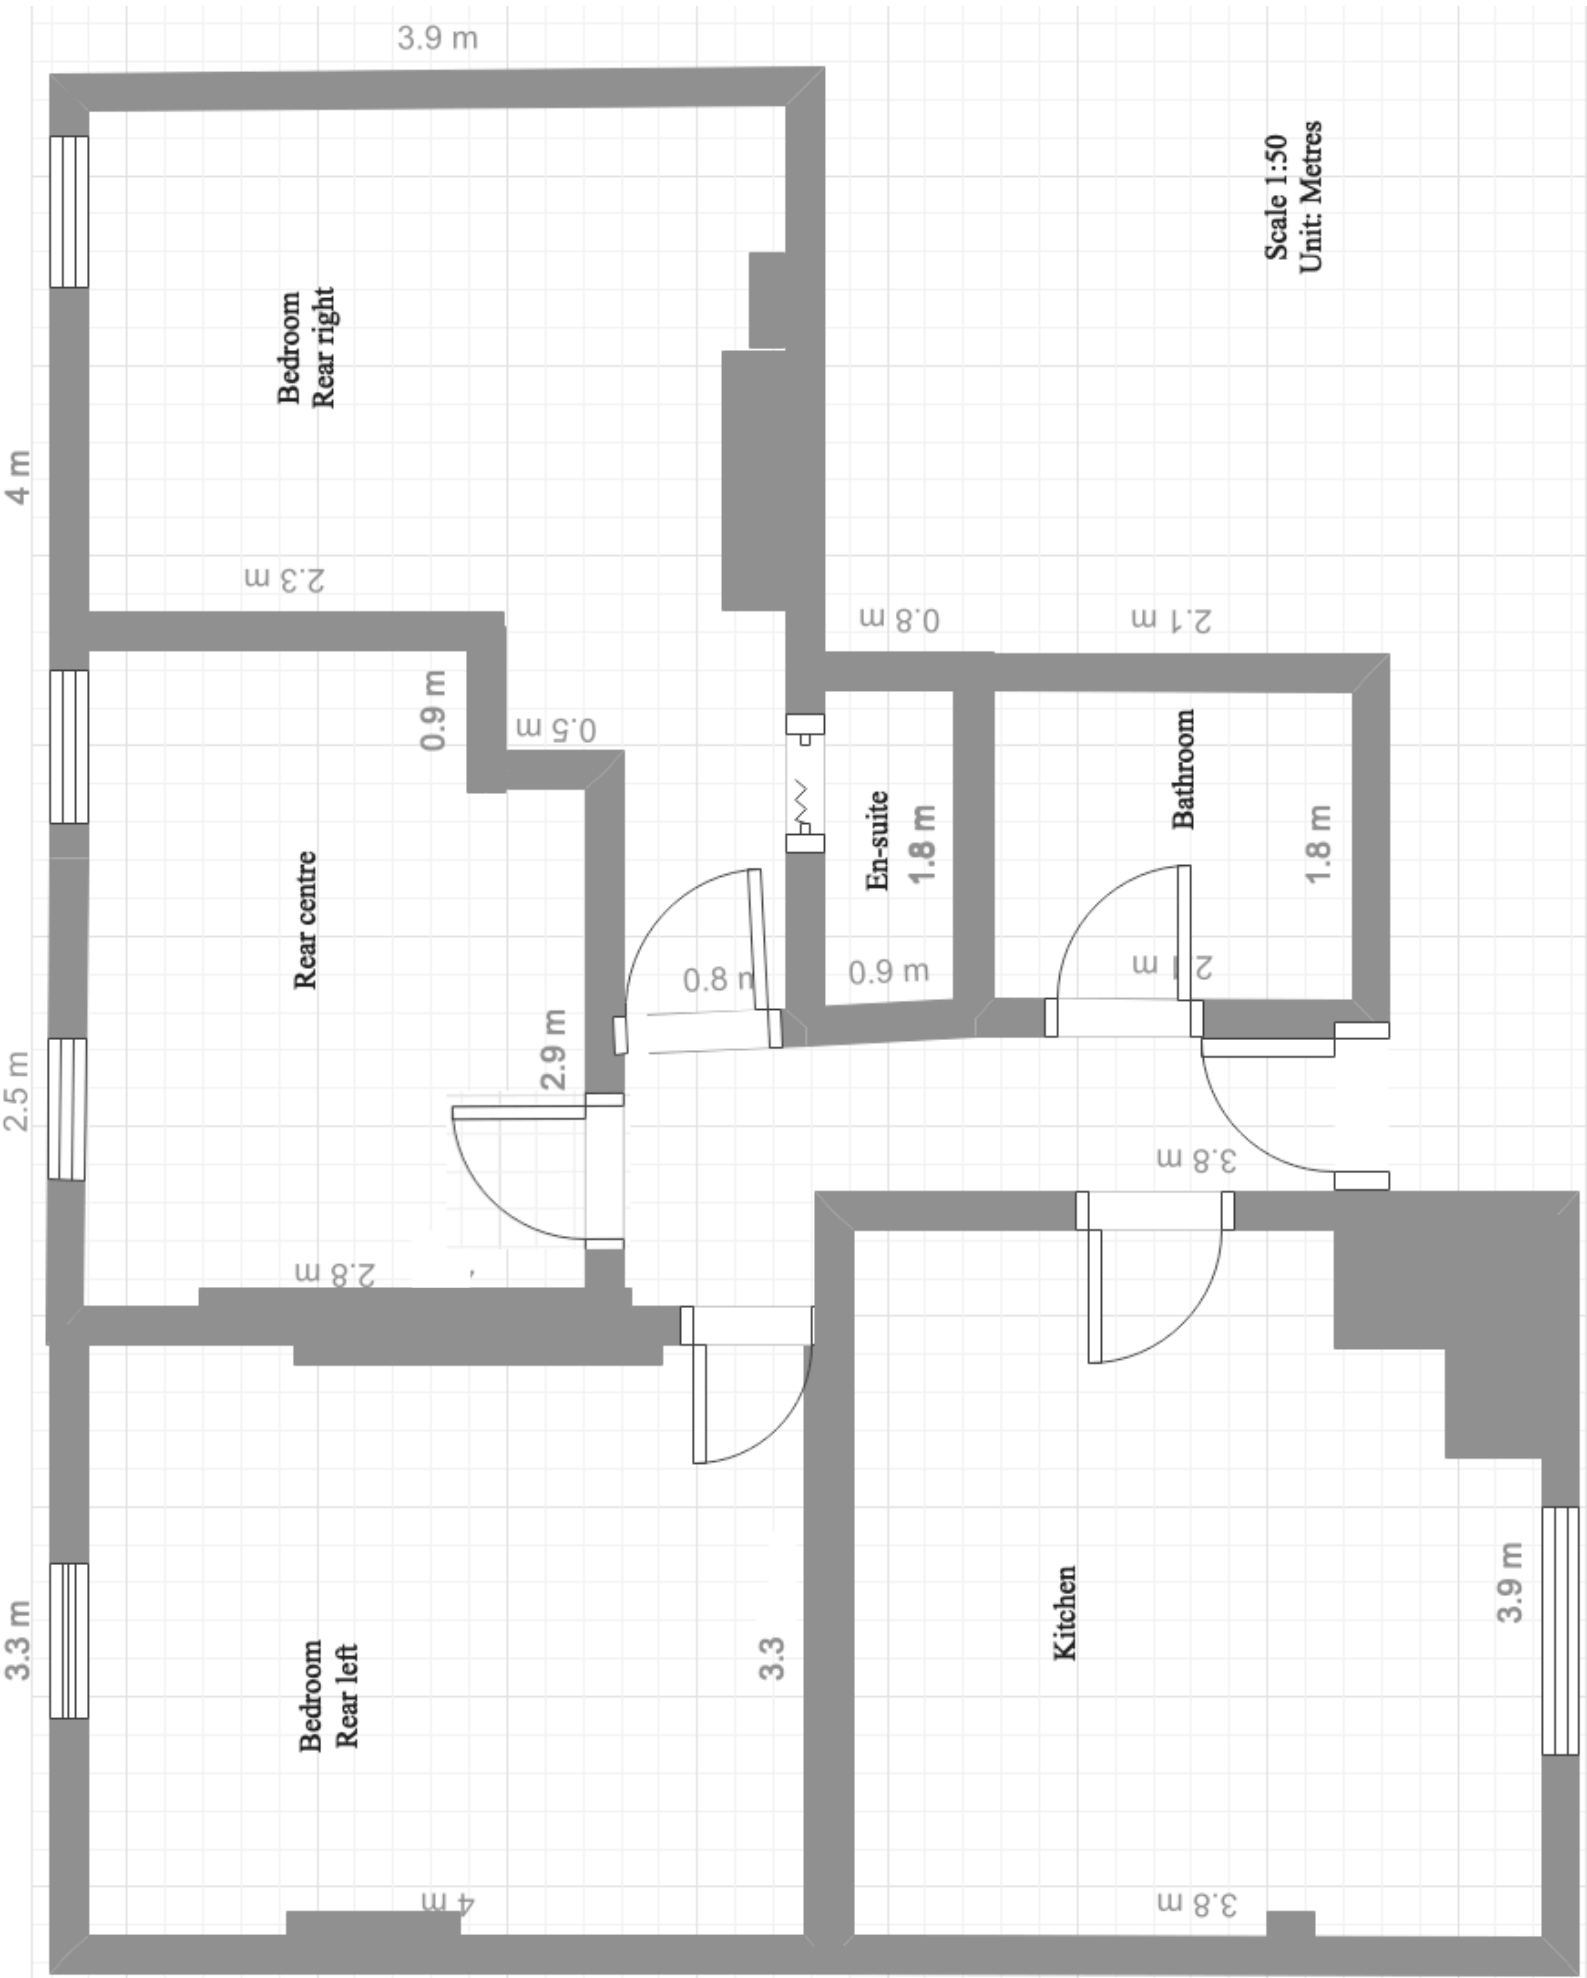 3.9 m
Scale 1:50
Unit: Metres
Bedroom
Rear right
4 m
2.3 m
0.8 m
2.1 m
0.9 m
0.5 m
Bathroom
En-suite
1.8 m
1.8 m
Rear centre
0.8
0.9 m
2.1 m
2.9 m
2.5 m
3.8 m
2.8 m
3.3 m
Bedroom
Rear left
3.3
Kitchen
3.9 m
4 m
3.8 m